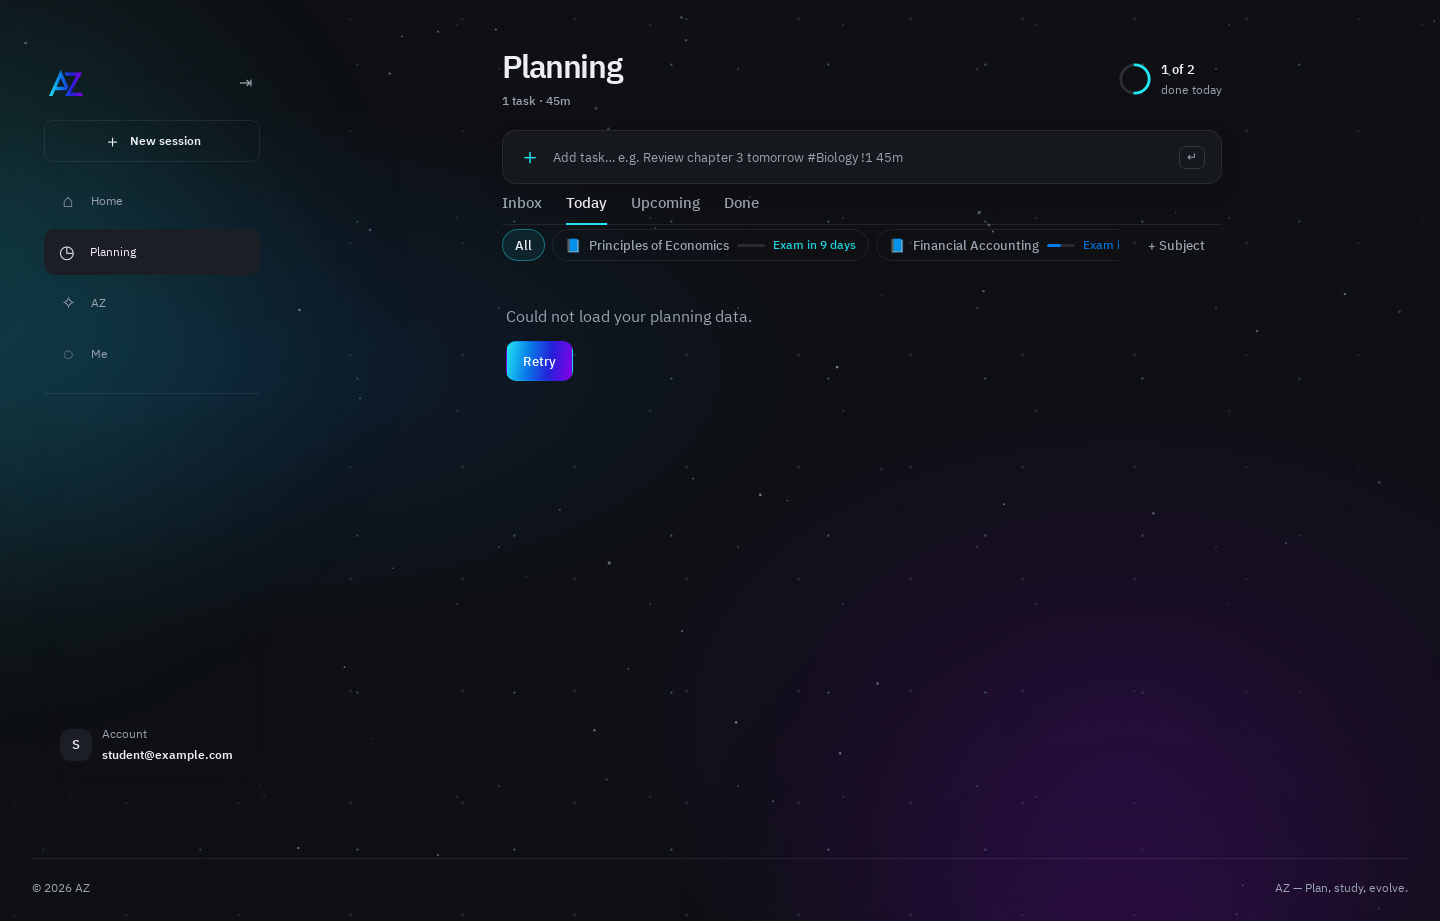 AZ
New session
Home
Planning
AZ
Me
Account
S
student@example.com
Planning
1 task · 45m
1 of 2
done today
+ Add task... e.g. Review chapter 3 tomorrow #Biology !1 45m ↵
Inbox Today Upcoming Done
All Principles of Economics Exam in 9 days Financial Accounting Exam i + Subject
Could not load your planning data.
Retry
© 2026 AZ
AZ — Plan, study, evolve.